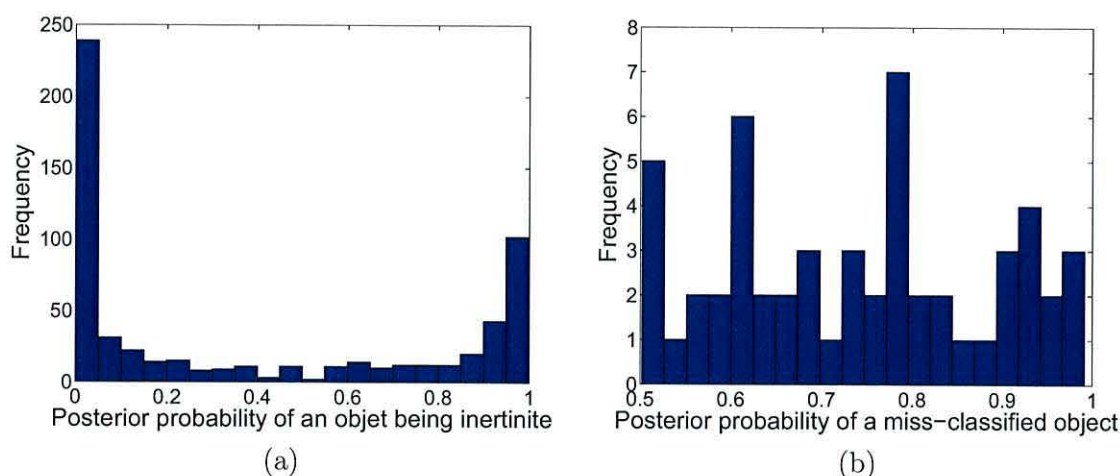 250
200
150
100
50
0
Frequency
0 0.2 0.4 0.6 0.8 1
Posterior probability of an objet being inertinite
(a)
8
7
6
5
4
3
2
1
0
Frequency
0.5 0.6 0.7 0.8 0.9 1
Posterior probability of a miss-classified object
(b)